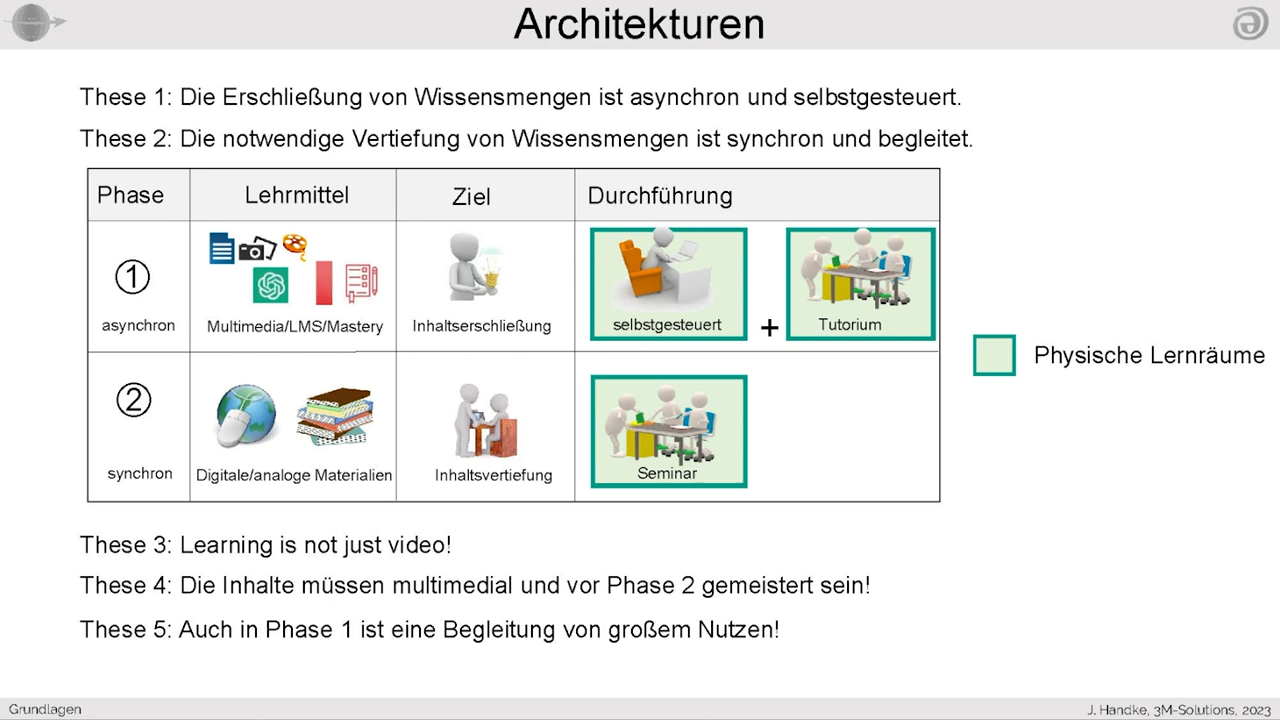 Architekturen
These 1: Die Erschließung von Wissensmengen ist asynchron und selbstgesteuert.
These 2: Die notwendige Vertiefung von Wissensmengen ist synchron und begleitet.
Phase Lehrmittel Ziel Durchführung
1
asynchron Multimedia/LMS/Mastery Inhaltserschließung selbstgesteuert + Tutorium
Physische Lernräume
2
synchron Digitale/analoge Materialien Inhaltsvertiefung Seminar
These 3: Learning is not just video!
These 4: Die Inhalte müssen multimedial und vor Phase 2 gemeistert sein!
These 5: Auch in Phase 1 ist eine Begleitung von großem Nutzen!
Grundlagen J. Handke, 3M-Solutions, 2023